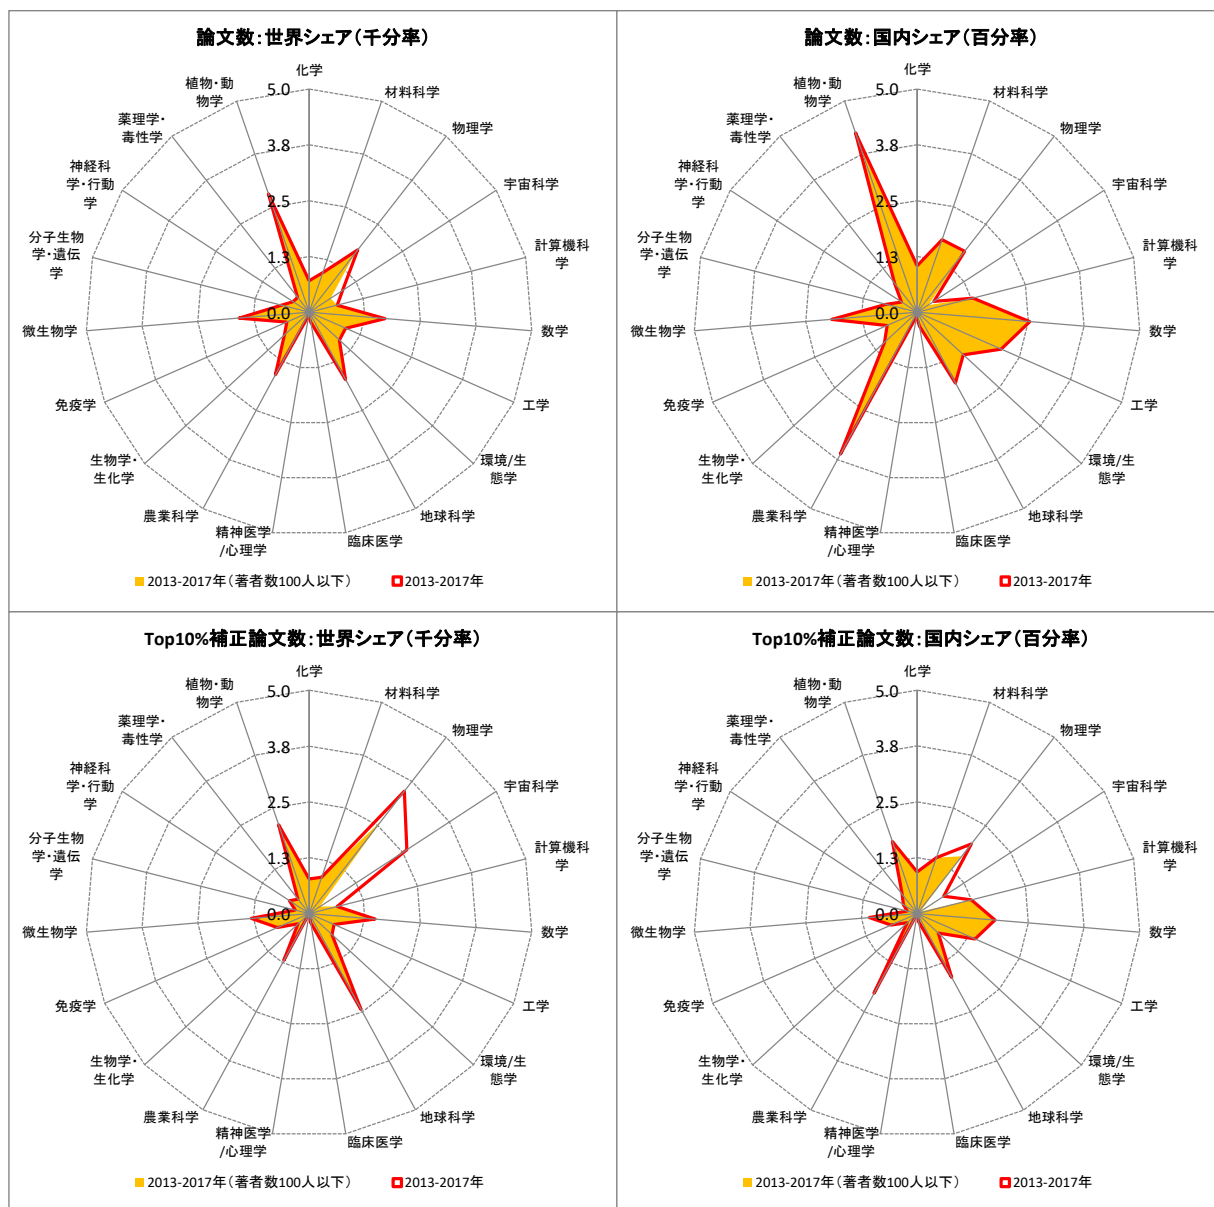 論文数:世界シェア(千分率)
化学
材料科学
物理学
宇宙科学
計算機科
学
数学
工学
環境/生
態学
地球科学
臨床医学
精神医学
/心理学
農業科学
生物学・
生化学
免疫学
微生物学
分子生物
学・遺伝
学
神経科
学・行動
学
薬理学・
毒性学
植物・動
物学
5.0
3.8
2.5
1.3
0.0
2013-2017年(著者数100人以下)
2013-2017年
論文数:国内シェア(百分率)
化学
材料科学
物理学
宇宙科学
計算機科
学
数学
工学
環境/生
態学
地球科学
臨床医学
精神医学
/心理学
農業科学
生物学・
生化学
免疫学
微生物学
分子生物
学・遺伝
学
神経科
学・行動
学
薬理学・
毒性学
植物・動
物学
5.0
3.8
2.5
1.3
0.0
2013-2017年(著者数100人以下)
2013-2017年
Top10%補正論文数:世界シェア(千分率)
化学
材料科学
物理学
宇宙科学
計算機科
学
数学
工学
環境/生
態学
地球科学
臨床医学
精神医学
/心理学
農業科学
生物学・
生化学
免疫学
微生物学
分子生物
学・遺伝
学
神経科
学・行動
学
薬理学・
毒性学
植物・動
物学
5.0
3.8
2.5
1.3
0.0
2013-2017年(著者数100人以下)
2013-2017年
Top10%補正論文数:国内シェア(百分率)
化学
材料科学
物理学
宇宙科学
計算機科
学
数学
工学
環境/生
態学
地球科学
臨床医学
精神医学
/心理学
農業科学
生物学・
生化学
免疫学
微生物学
分子生物
学・遺伝
学
神経科
学・行動
学
薬理学・
毒性学
植物・動
物学
5.0
3.8
2.5
1.3
0.0
2013-2017年(著者数100人以下)
2013-2017年